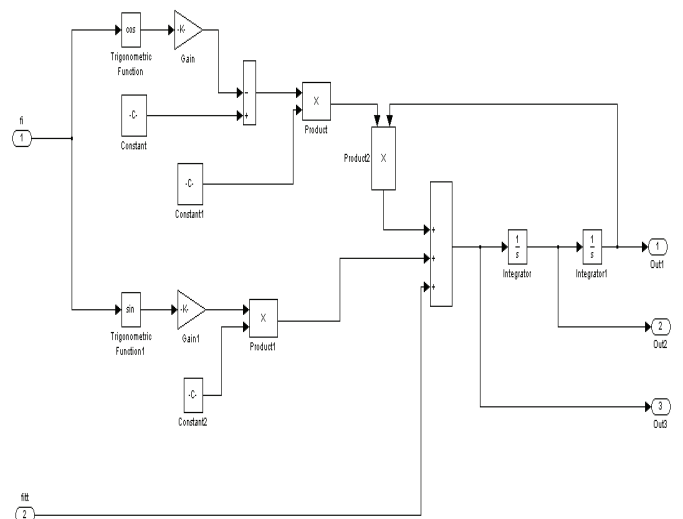 cos
-K-
Trigonometric
Function
Gain
fi
1
-C-
Constant
−
+
X
Product
-C-
Constant1
Product2
X
+
+
+
1
s
Integrator
1
s
Integrator1
1
Out1
sin
Trigonometric
Function1
-K-
Gain1
X
Product1
2
Out2
-C-
Constant2
3
Out3
fitt
2